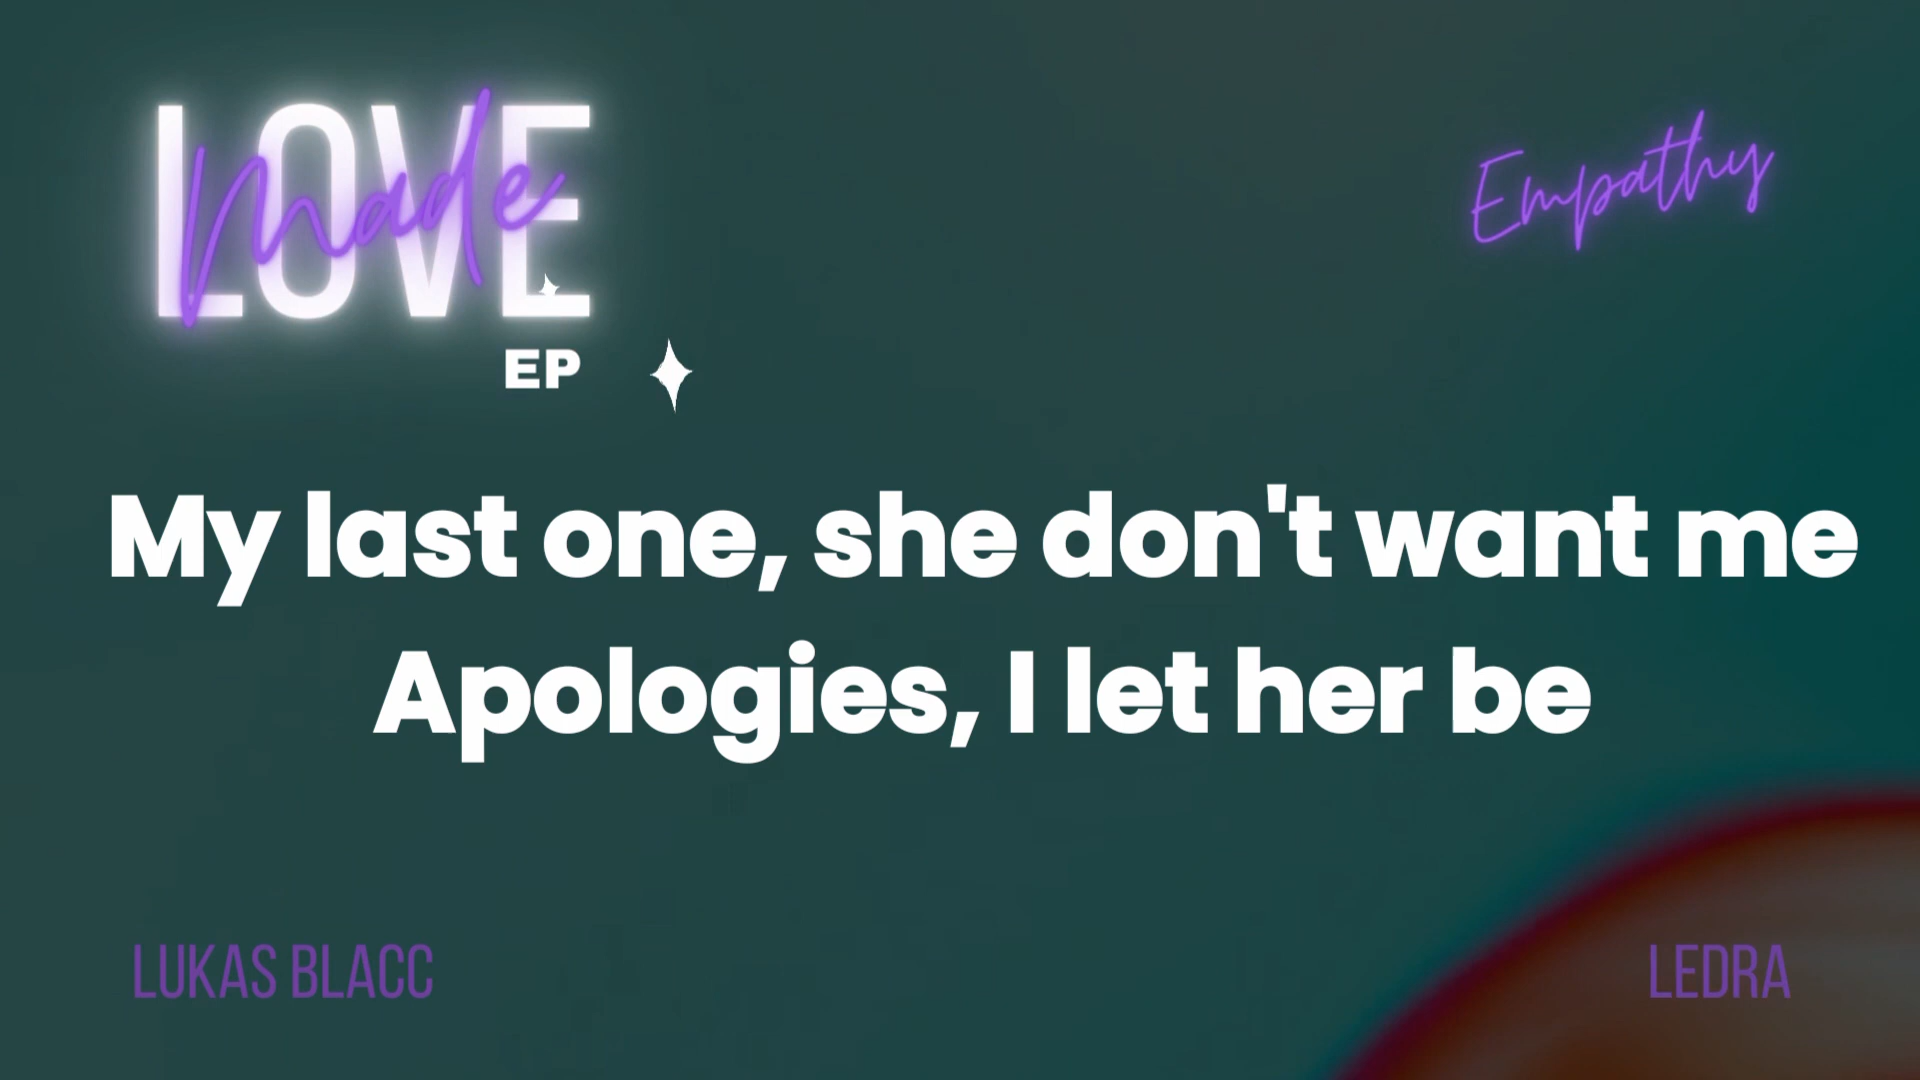 LOVE
Made
EP
Empathy
My last one, she don't want me
Apologies, I let her be
LUKAS BLACC
LEDRA